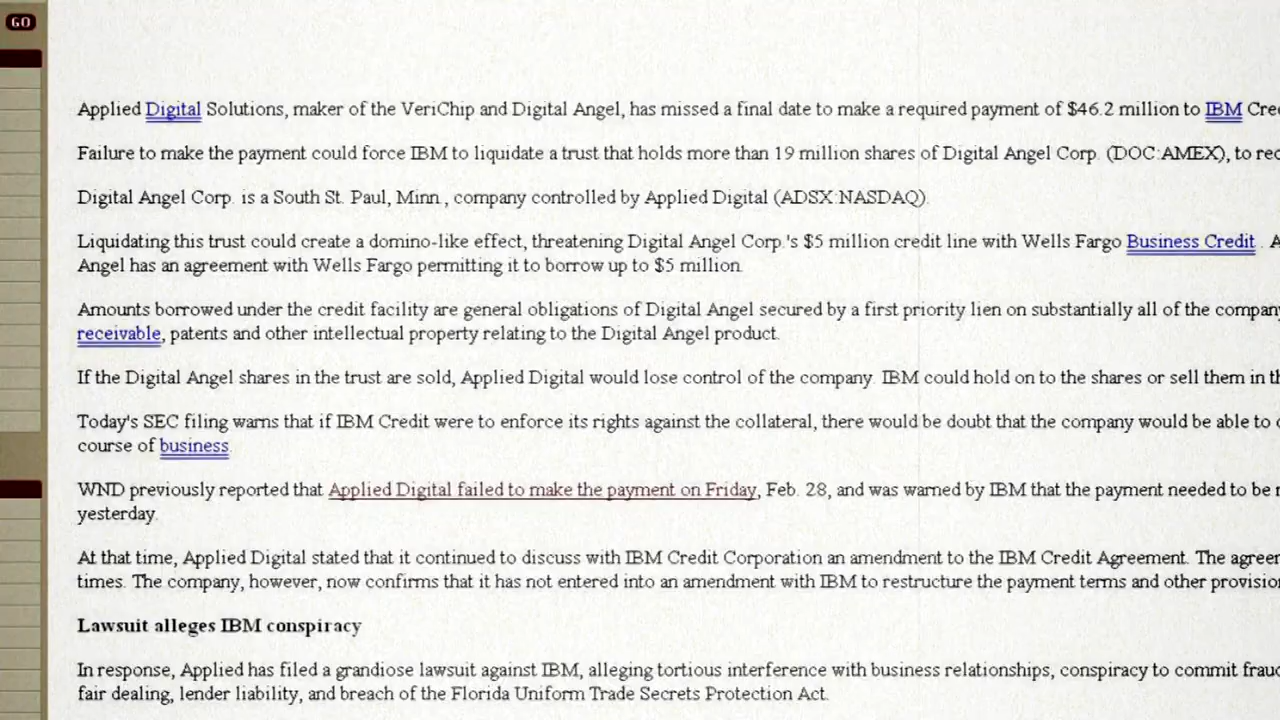 GO
Applied Digital Solutions, maker of the VeriChip and Digital Angel, has missed a final date to make a required payment of $46.2 million to IBM
Failure to make the payment could force IBM to liquidate a trust that holds more than 19 million shares of Digital Angel Corp. (DOC:AMEX), to
Digital Angel Corp. is a South St. Paul, Minn., company controlled by Applied Digital (ADSX:NASDAQ).
Liquidating this trust could create a domino-like effect, threatening Digital Angel Corp.'s $5 million credit line with Wells Fargo Business Credit .
Angel has an agreement with Wells Fargo permitting it to borrow up to $5 million.
Amounts borrowed under the credit facility are general obligations of Digital Angel secured by a first priority lien on substantially all of the
receivable, patents and other intellectual property relating to the Digital Angel product.
If the Digital Angel shares in the trust are sold, Applied Digital would lose control of the company. IBM could hold on to the shares or sell them in
Today's SEC filing warns that if IBM Credit were to enforce its rights against the collateral, there would be doubt that the company would be able to
course of business.
WND previously reported that Applied Digital failed to make the payment on Friday, Feb. 28, and was warned by IBM that the payment needed to be
yesterday.
At that time, Applied Digital stated that it continued to discuss with IBM Credit Corporation an amendment to the IBM Credit Agreement. The
times. The company, however, now confirms that it has not entered into an amendment with IBM to restructure the payment terms and other
Lawsuit alleges IBM conspiracy
In response, Applied has filed a grandiose lawsuit against IBM, alleging tortious interference with business relationships, conspiracy to commit
fair dealing, lender liability, and breach of the Florida Uniform Trade Secrets Protection Act.